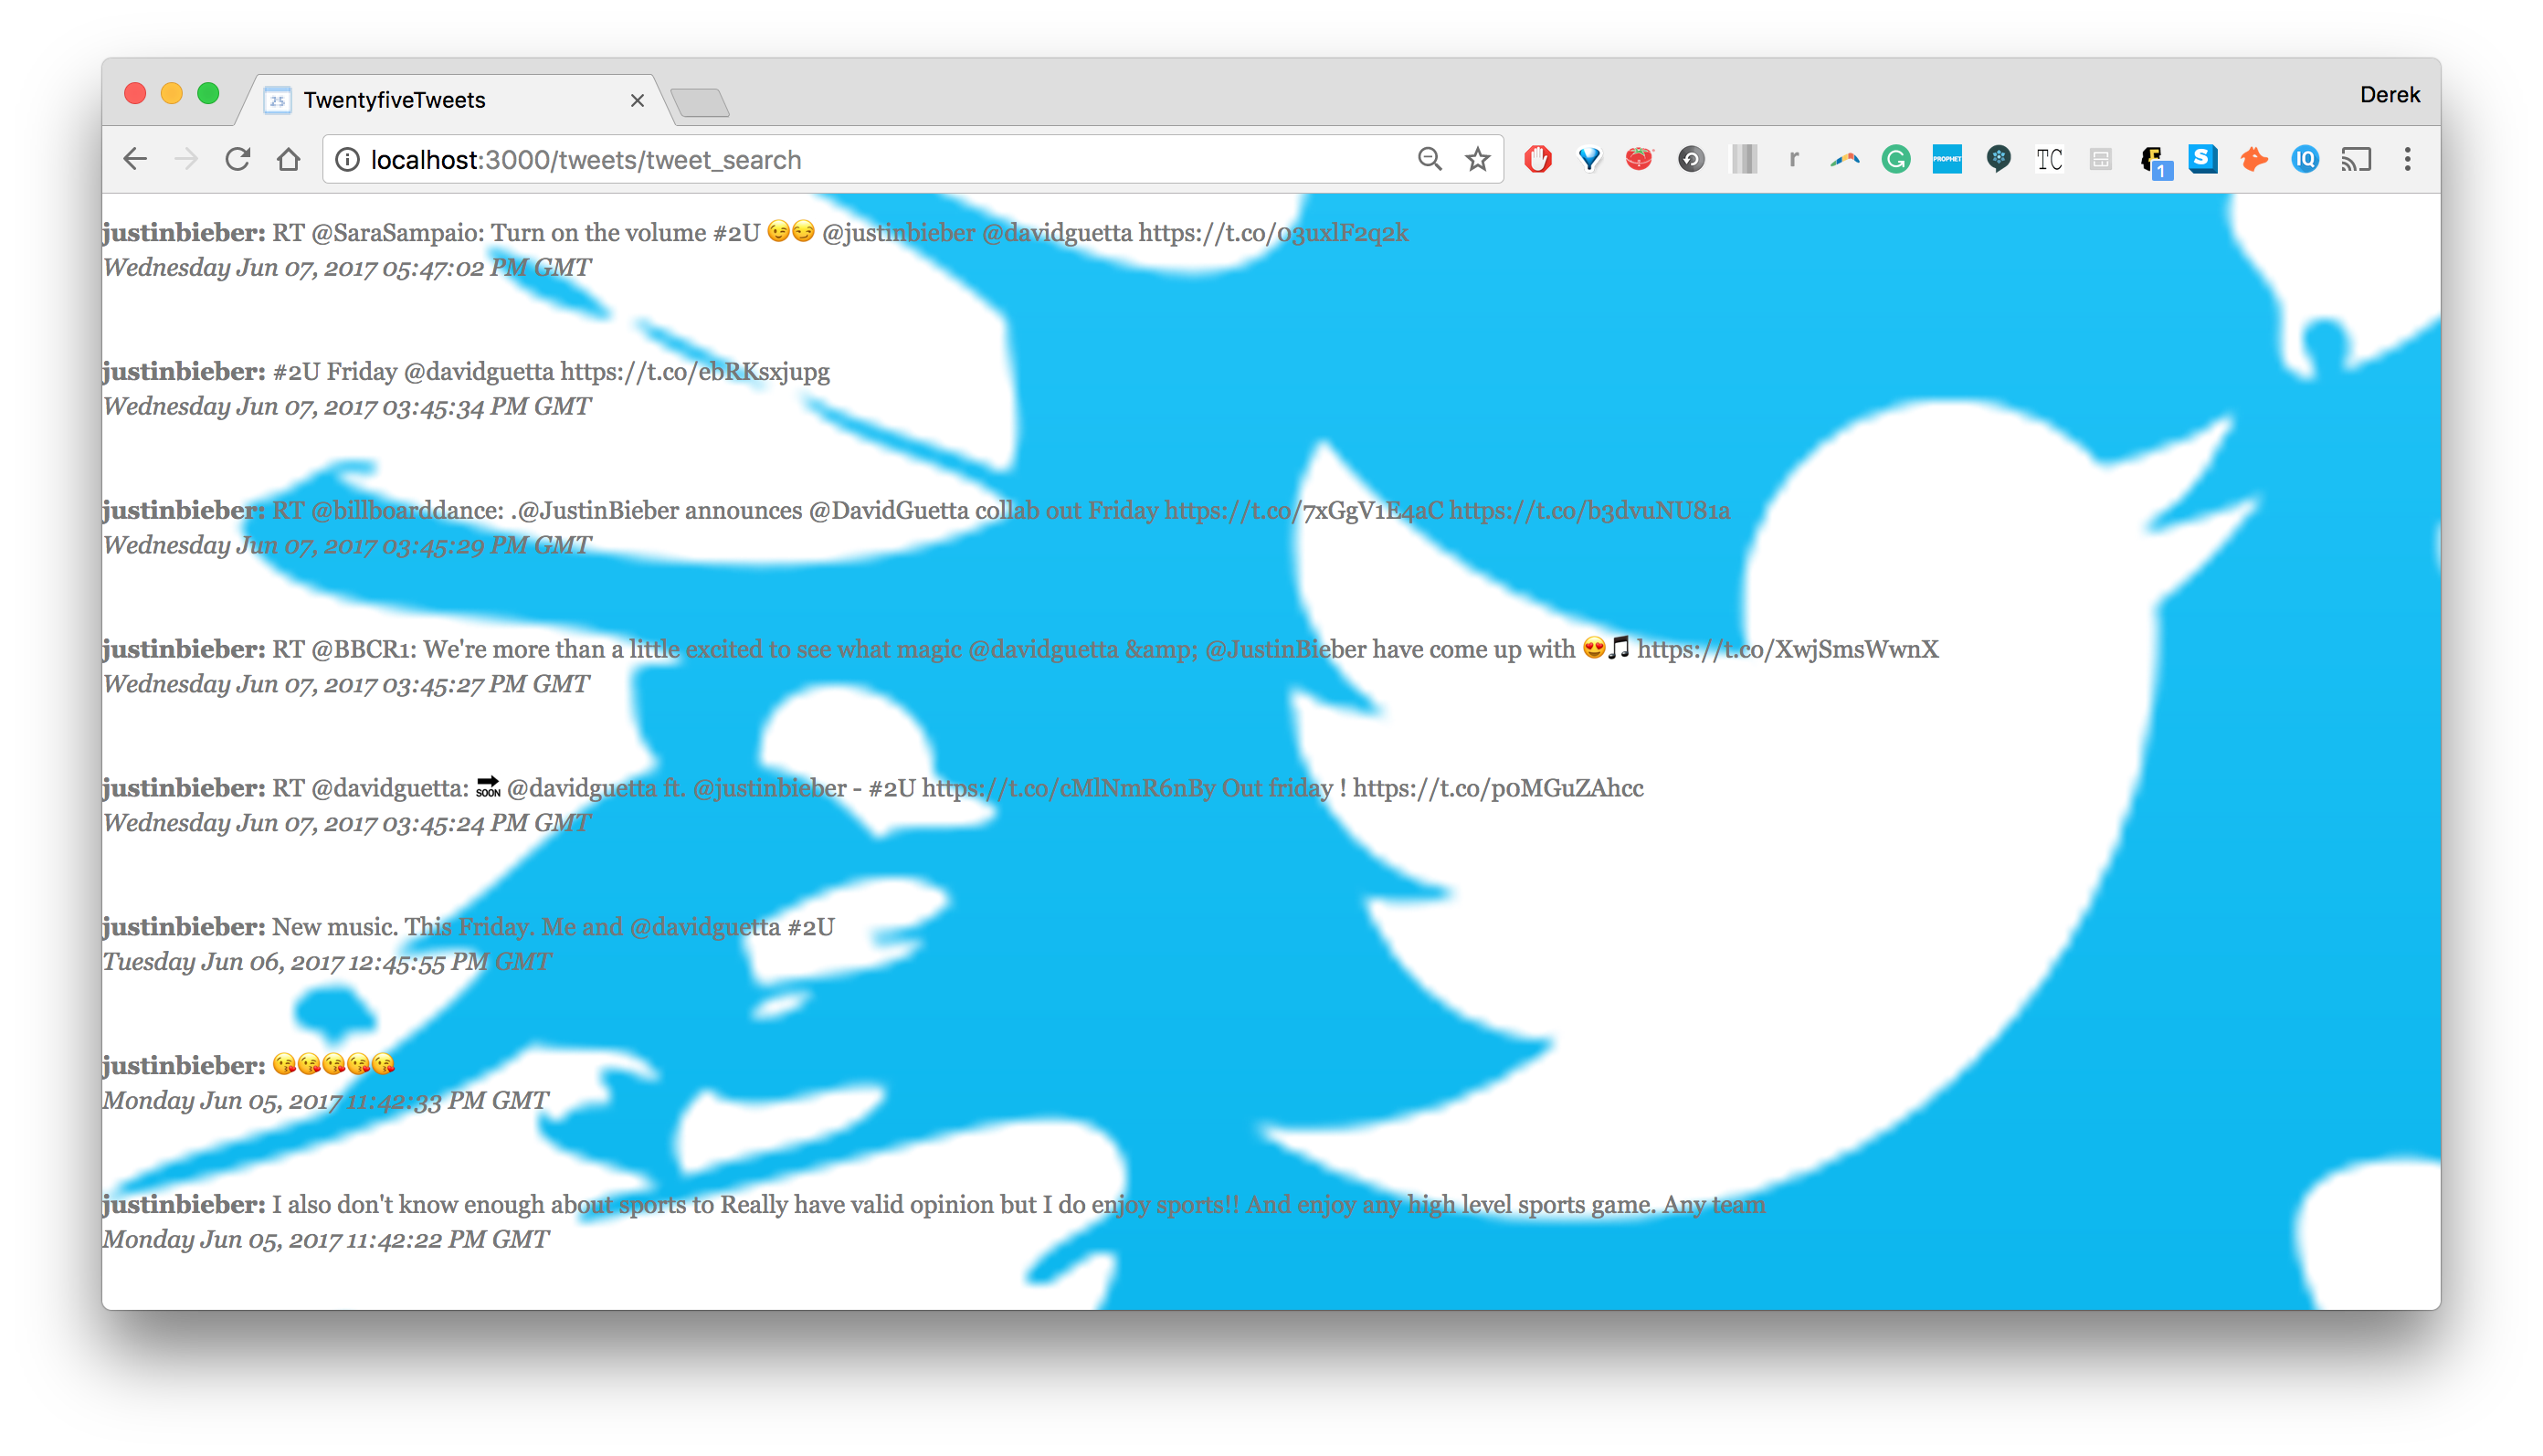 TwentyfiveTweets
Derek
localhost:3000/tweets/tweet_search
justinbieber: RT @SaraSampaio: Turn on the volume #2U 😉😏 @justinbieber @davidguetta https://t.co/03uxlF2q2k
Wednesday Jun 07, 2017 05:47:02 PM GMT
justinbieber: #2U Friday @davidguetta https://t.co/ebRKsxjupg
Wednesday Jun 07, 2017 03:45:34 PM GMT
justinbieber: RT @billboarddance: .@JustinBieber announces @DavidGuetta collab out Friday https://t.co/7xGgV1E4aC https://t.co/b3dvuNU81a
Wednesday Jun 07, 2017 03:45:29 PM GMT
justinbieber: RT @BBCR1: We're more than a little excited to see what magic @davidguetta &amp; @JustinBieber have come up with 😍🎵 https://t.co/XwjSmsWwnX
Wednesday Jun 07, 2017 03:45:27 PM GMT
justinbieber: RT @davidguetta: 🔜 @davidguetta ft. @justinbieber - #2U https://t.co/cMlNmR6nBy Out friday ! https://t.co/p0MGuZAhcc
Wednesday Jun 07, 2017 03:45:24 PM GMT
justinbieber: New music. This Friday. Me and @davidguetta #2U
Tuesday Jun 06, 2017 12:45:55 PM GMT
justinbieber: 😘😘😘😘😘
Monday Jun 05, 2017 11:42:33 PM GMT
justinbieber: I also don't know enough about sports to Really have valid opinion but I do enjoy sports!! And enjoy any high level sports game. Any team
Monday Jun 05, 2017 11:42:22 PM GMT